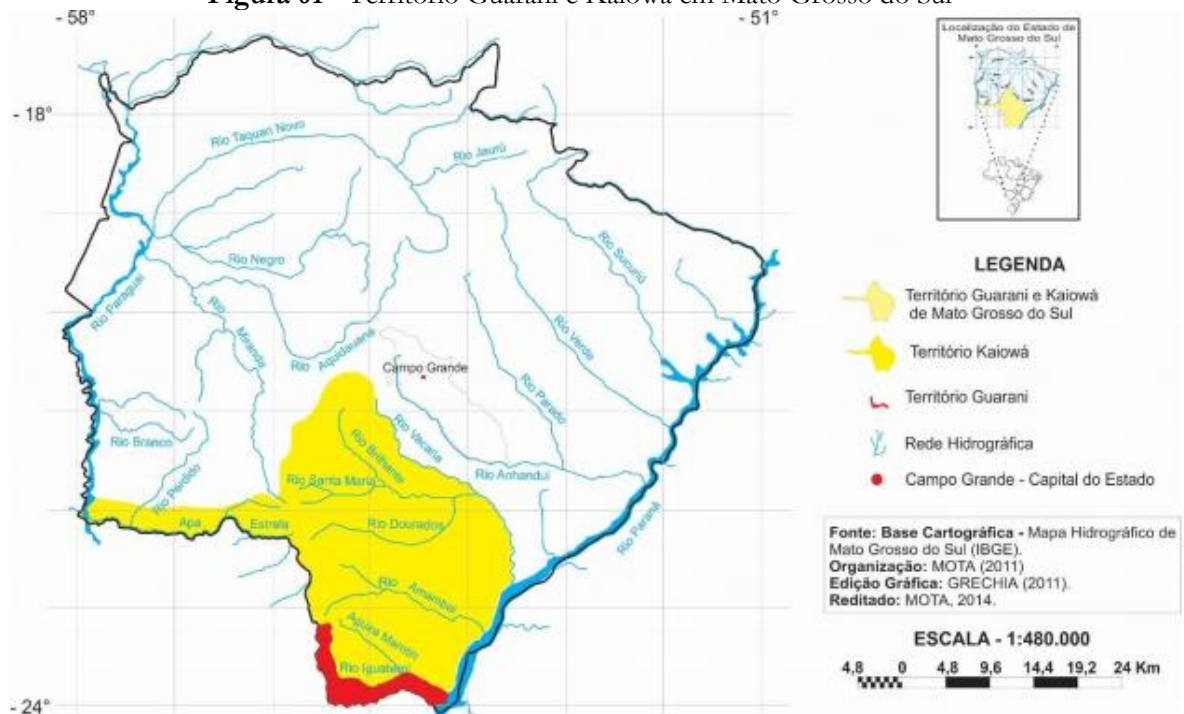 Figura 01 - Território Guarani e Kaiowá em Mato Grosso do Sul
- 58°
- 51°
- 18°
- 24°
Rio Taquari Novo
Rio Jaurú
Rio Negro
Rio Sucuriú
Rio Paraguai
Rio Miranda
Rio Aquidauana
Rio Verde
Campo Grande
Rio Pardo
Rio Branco
Rio Perdido
Rio Vacaria
Rio Brilhante
Rio Santa Maria
Rio Anhanduí
Apa
Estrela
Rio Dourados
Rio Paraná
Rio Amambai
Rio Iguatemi
Localização do Estado de
Mato Grosso do Sul
LEGENDA
Território Guarani e Kaiowá
de Mato Grosso do Sul
Território Kaiowá
Território Guarani
Rede Hidrográfica
Campo Grande - Capital do Estado
Fonte: Base Cartográfica - Mapa Hidrográfico de
Mato Grosso do Sul (IBGE).
Organização: MOTA (2011)
Edição Gráfica: GRECHIA (2011).
Reditado: MOTA, 2014.
ESCALA - 1:480.000
4,8 0 4,8 9,6 14,4 19,2 24 Km